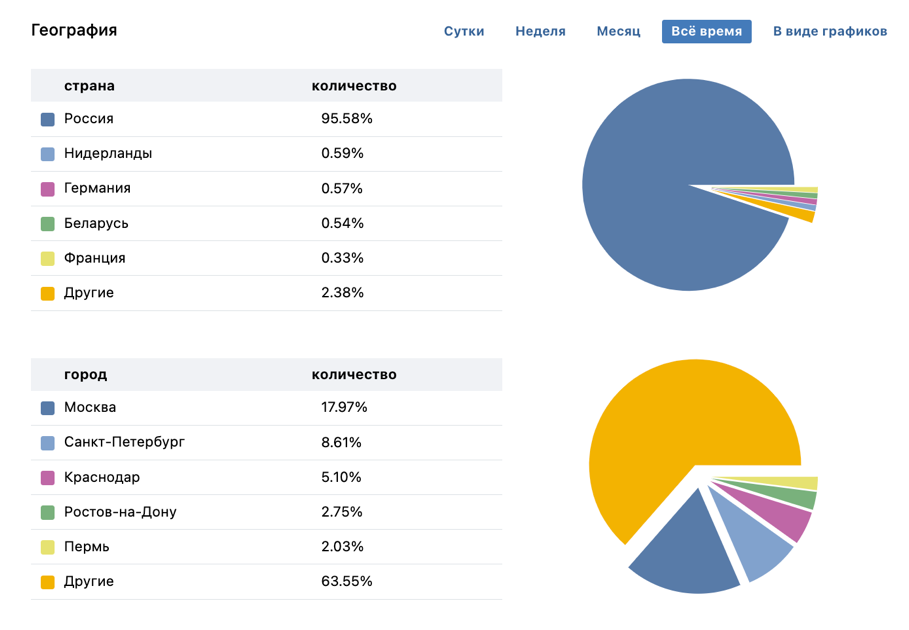 География Сутки Неделя Месяц Всё время В виде графиков
страна количество
Россия 95.58%
Нидерланды 0.59%
Германия 0.57%
Беларусь 0.54%
Франция 0.33%
Другие 2.38%
город количество
Москва 17.97%
Санкт-Петербург 8.61%
Краснодар 5.10%
Ростов-на-Дону 2.75%
Пермь 2.03%
Другие 63.55%